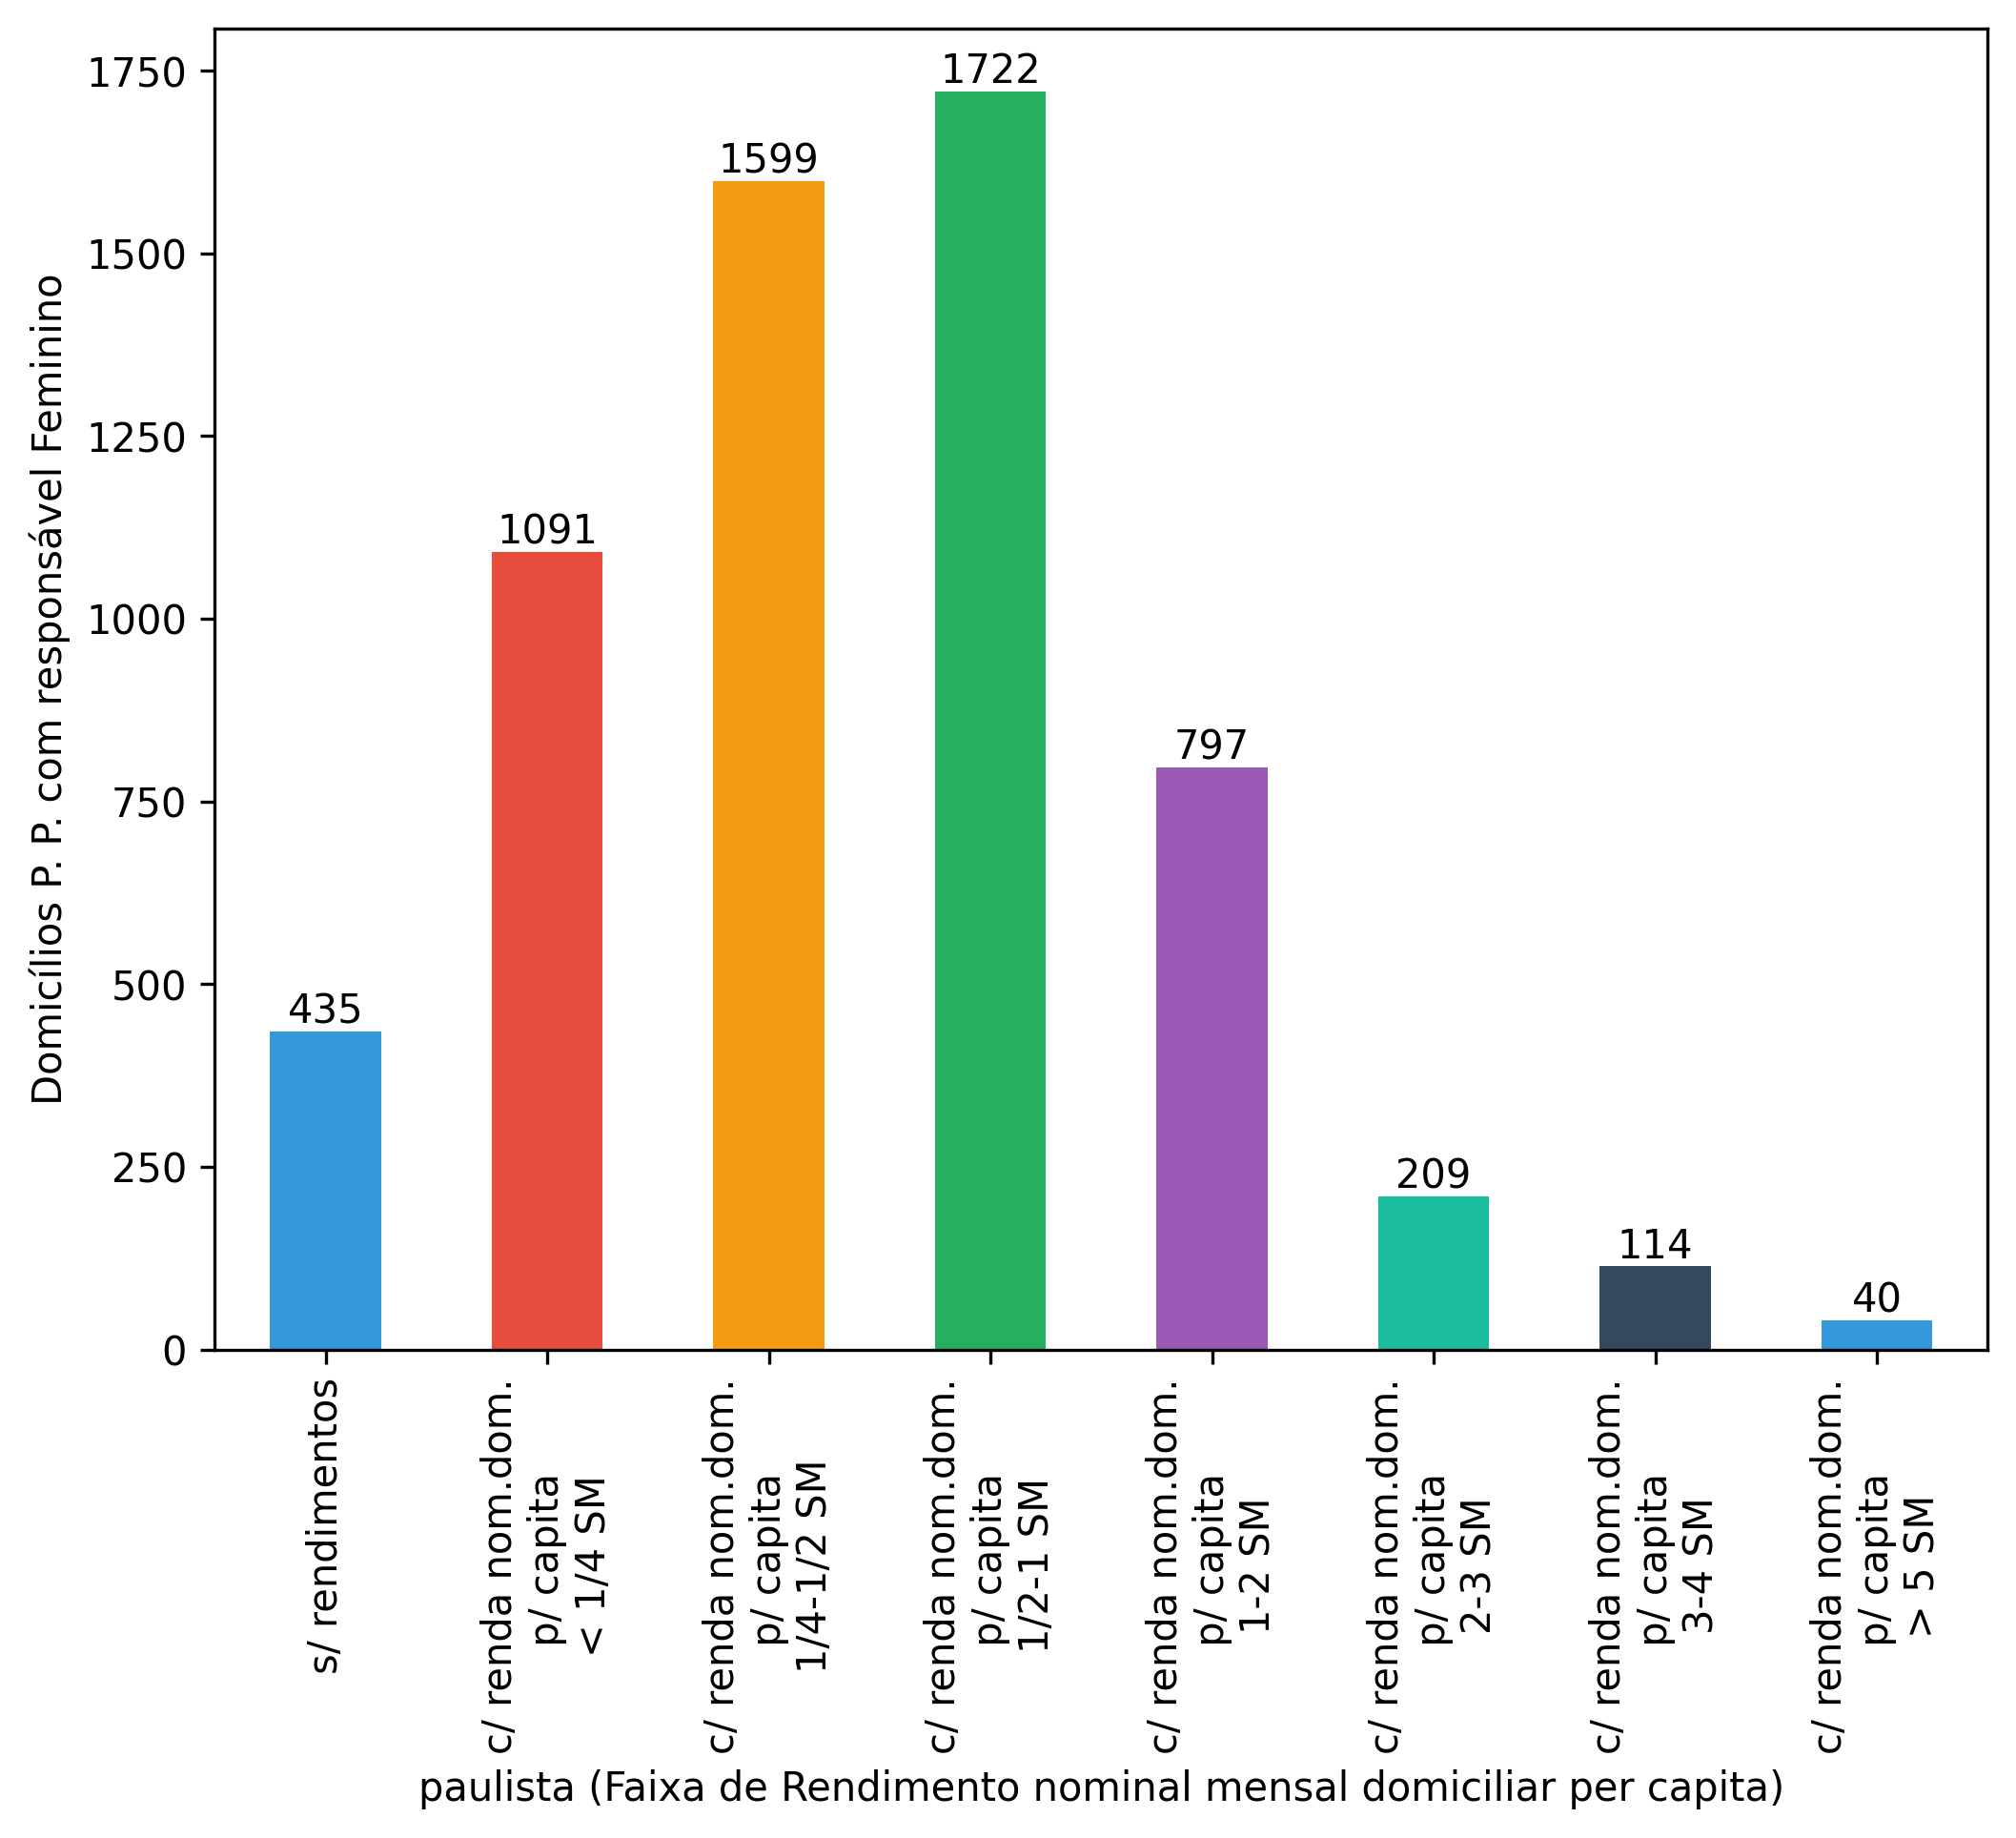 Domicílios P. P. com responsável Feminino
1750
1500
1250
1000
750
500
250
0
435
1091
1599
1722
797
209
114
40
s/ rendimentos
c/ renda nom.dom.
p/ capita
< 1/4 SM
c/ renda nom.dom.
p/ capita
1/4-1/2 SM
c/ renda nom.dom.
p/ capita
1/2-1 SM
c/ renda nom.dom.
p/ capita
1-2 SM
c/ renda nom.dom.
p/ capita
2-3 SM
c/ renda nom.dom.
p/ capita
3-4 SM
c/ renda nom.dom.
p/ capita
> 5 SM
paulista (Faixa de Rendimento nominal mensal domiciliar per capita)